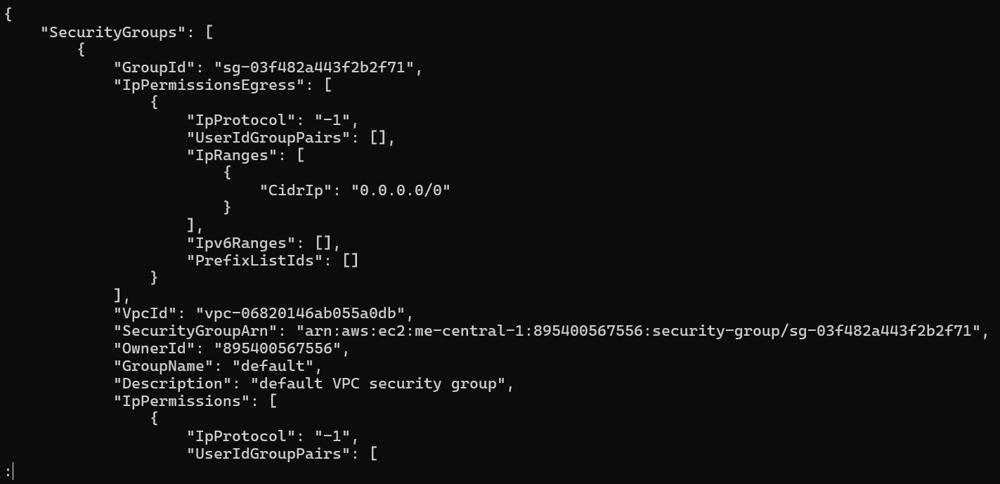 {
    "SecurityGroups": [
        {
            "GroupId": "sg-03f482a443f2b2f71",
            "IpPermissionsEgress": [
                {
                    "IpProtocol": "-1",
                    "UserIdGroupPairs": [],
                    "IpRanges": [
                        {
                            "CidrIp": "0.0.0.0/0"
                        }
                    ],
                    "Ipv6Ranges": [],
                    "PrefixListIds": []
                }
            ],
            "VpcId": "vpc-06820146ab055a0db",
            "SecurityGroupArn": "arn:aws:ec2:me-central-1:895400567556:security-group/sg-03f482a443f2b2f71",
            "OwnerId": "895400567556",
            "GroupName": "default",
            "Description": "default VPC security group",
            "IpPermissions": [
                {
                    "IpProtocol": "-1",
                    "UserIdGroupPairs": [
: